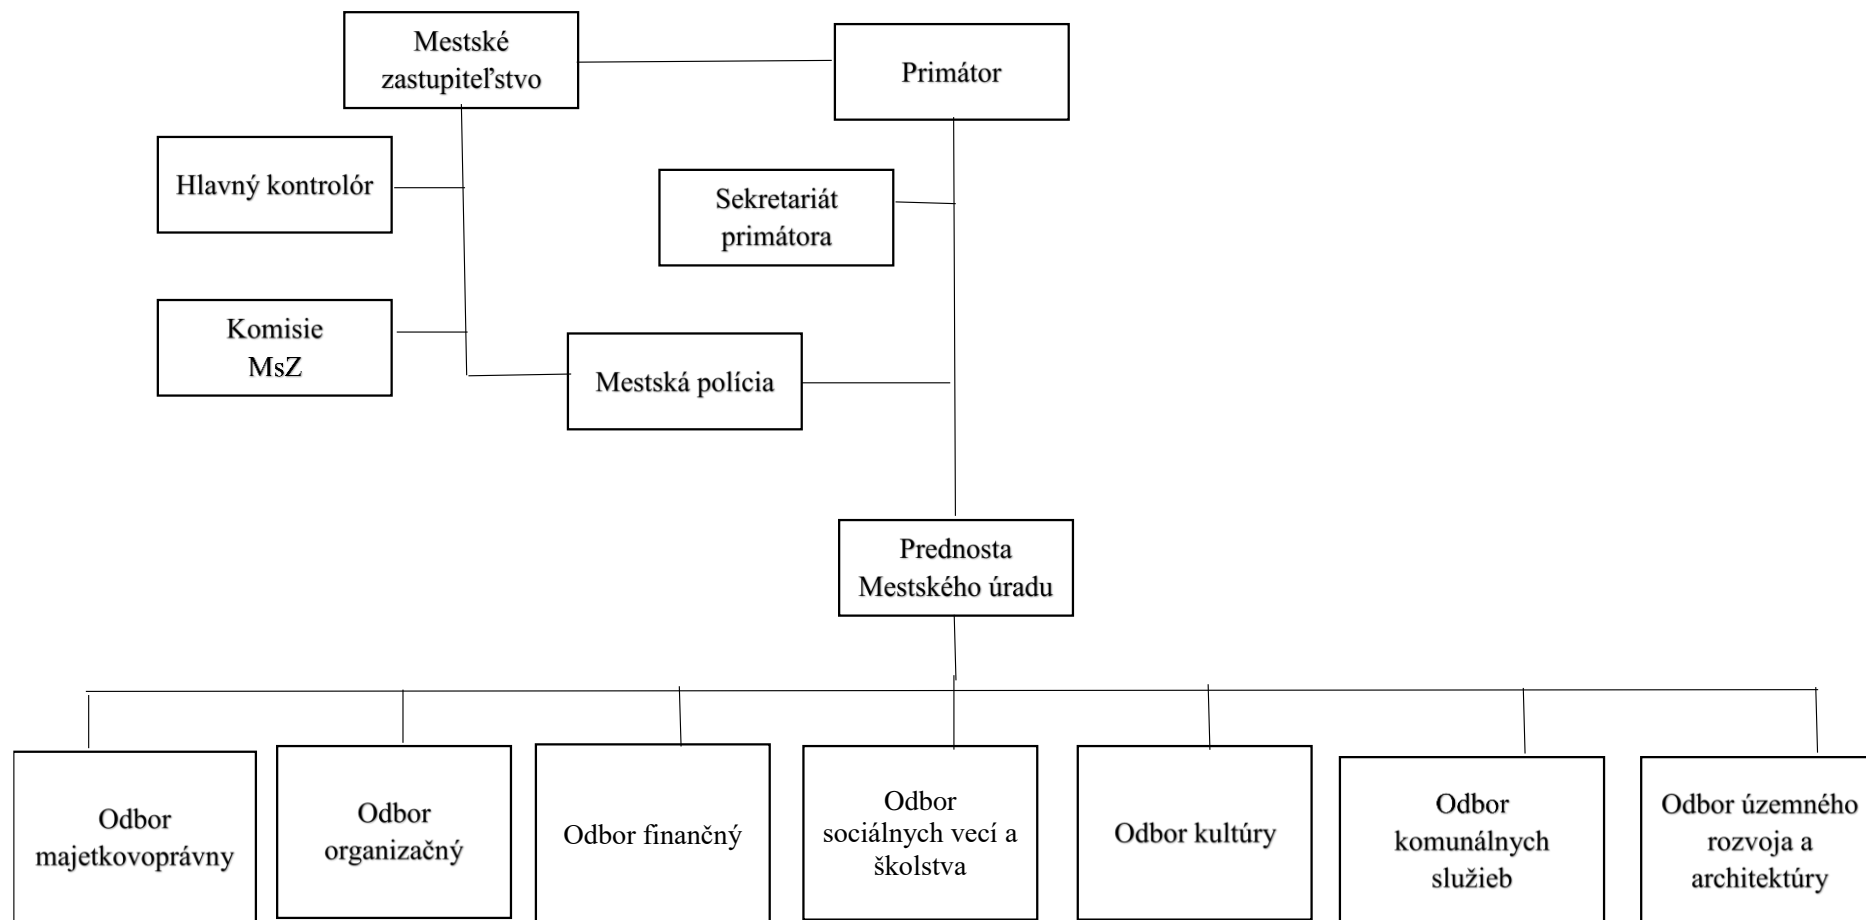 Mestské
zastupiteľstvo
Primátor
Hlavný kontrolór
Sekretariát
primátora
Komisie
MsZ
Mestská polícia
Prednosta
Mestského úradu
Odbor
majetkovoprávny
Odbor
organizačný
Odbor finančný
Odbor
sociálnych vecí a
školstva
Odbor kultúry
Odbor
komunálnych
služieb
Odbor územného
rozvoja a
architektúry